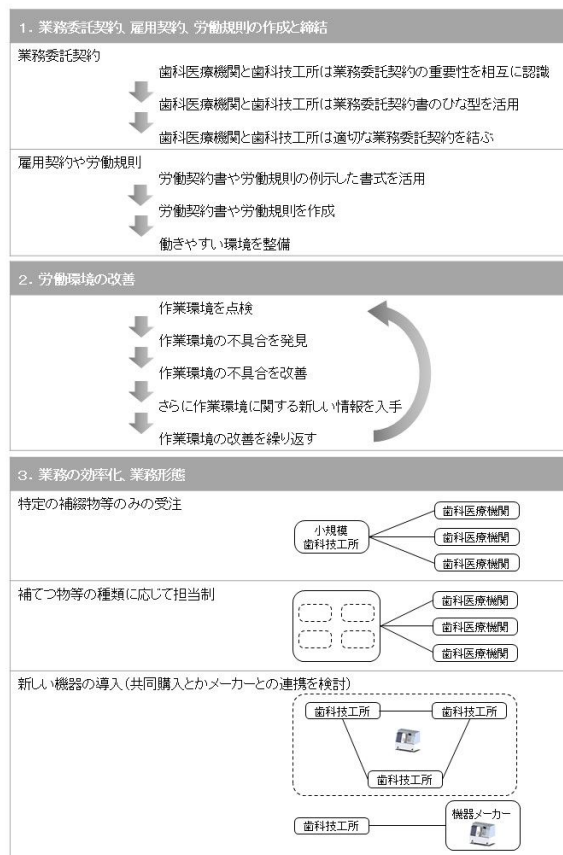 1. 業務委託契約、雇用契約、労働規則の作成と締結
業務委託契約
歯科医療機関と歯科技工所は業務委託契約の重要性を相互に認識
歯科医療機関と歯科技工所は業務委託契約書のひな型を活用
歯科医療機関と歯科技工所は適切な業務委託契約を結ぶ
雇用契約や労働規則
労働契約書や労働規則の例示した書式を活用
労働契約書や労働規則を作成
働きやすい環境を整備
2. 労働環境の改善
作業環境を点検
作業環境の不具合を発見
作業環境の不具合を改善
さらに作業環境に関する新しい情報を入手
作業環境の改善を繰り返す
3. 業務の効率化、業務形態
特定の補綴物等のみの受注
小規模
歯科技工所
歯科医療機関
歯科医療機関
歯科医療機関
補てつ物等の種類に応じて担当制
歯科医療機関
歯科医療機関
歯科医療機関
新しい機器の導入(共同購入とかメーカーとの連携を検討)
歯科技工所
歯科技工所
歯科技工所
歯科技工所
機器メーカー